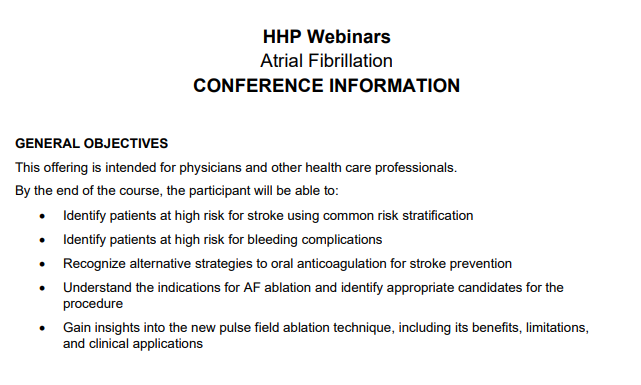 HHP Webinars
Atrial Fibrillation
CONFERENCE INFORMATION
GENERAL OBJECTIVES
This offering is intended for physicians and other health care professionals.
By the end of the course, the participant will be able to:
• Identify patients at high risk for stroke using common risk stratification
• Identify patients at high risk for bleeding complications
• Recognize alternative strategies to oral anticoagulation for stroke prevention
• Understand the indications for AF ablation and identify appropriate candidates for the
procedure
• Gain insights into the new pulse field ablation technique, including its benefits, limitations,
and clinical applications